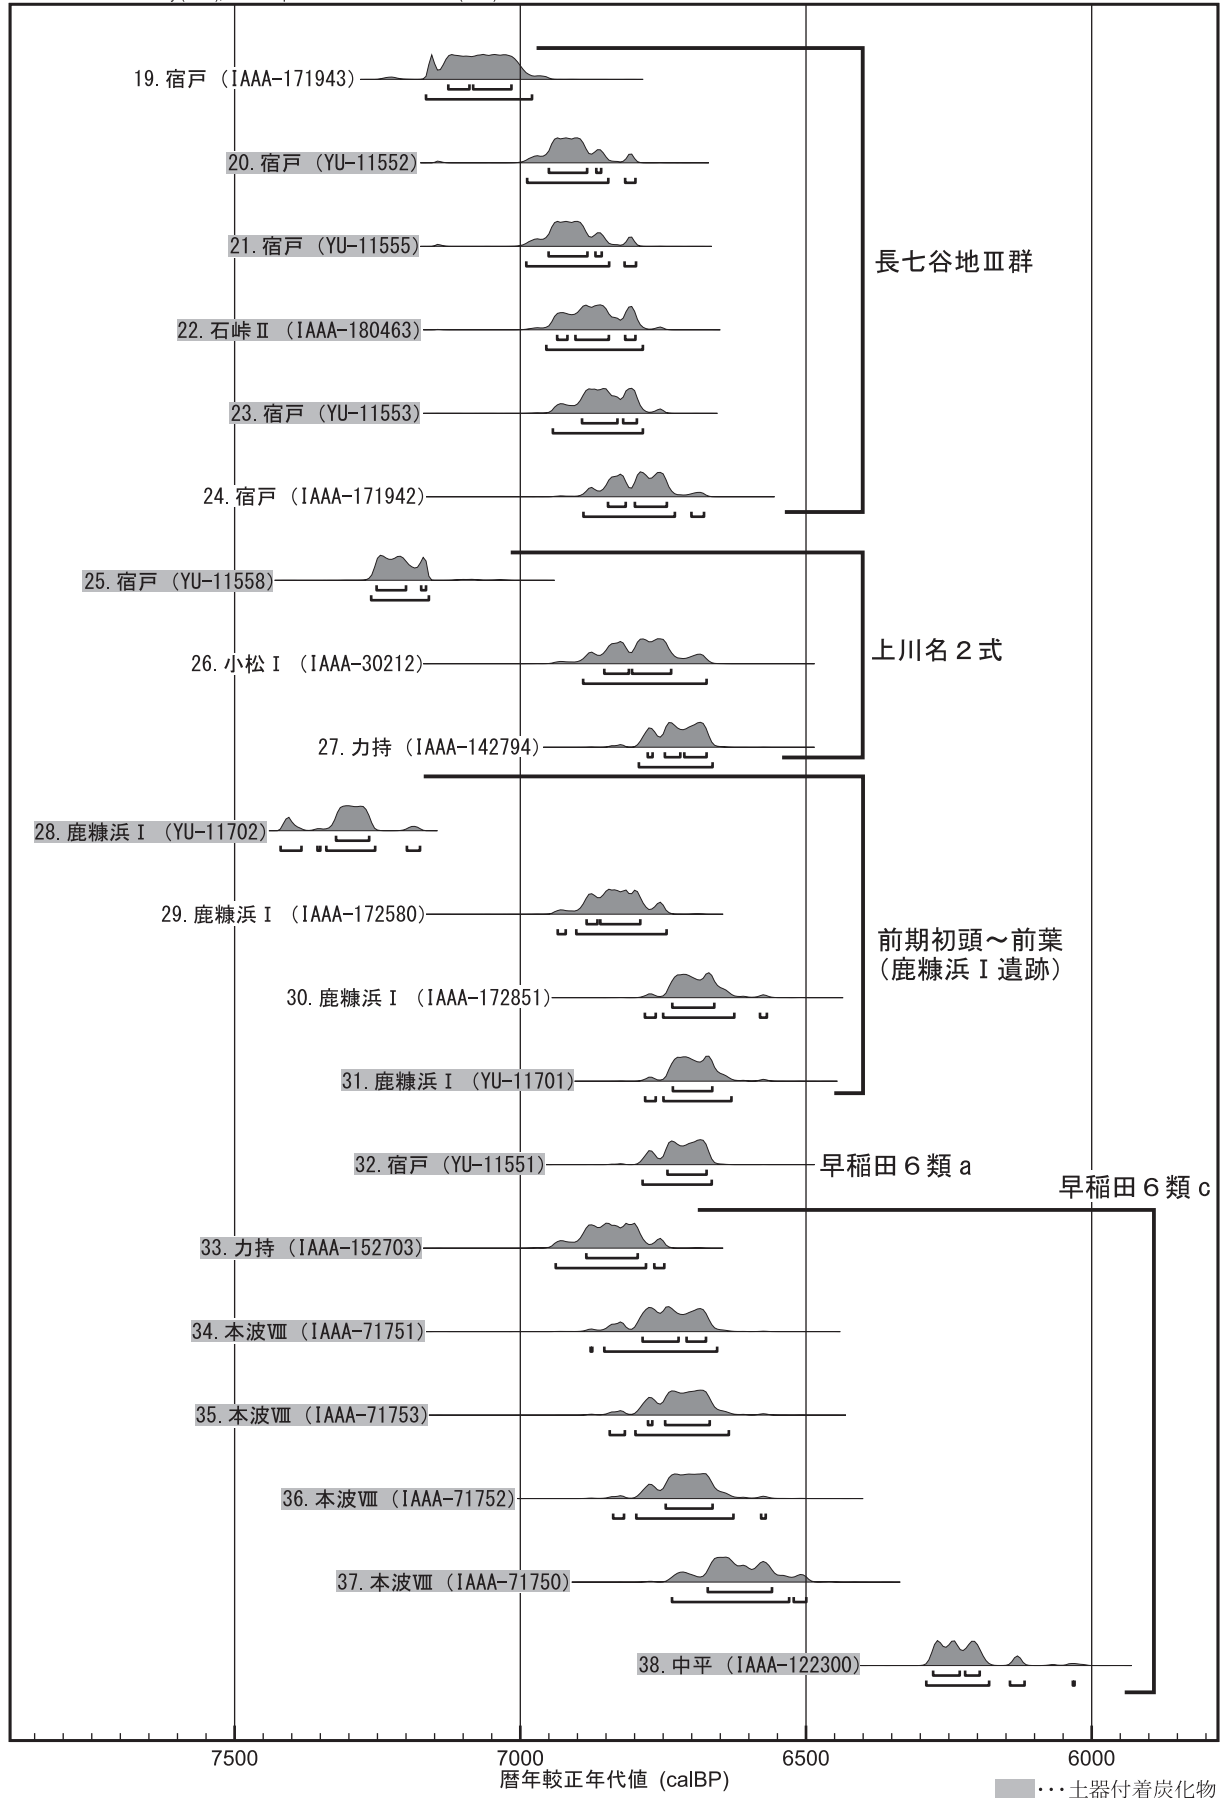 19. 宿戸 (IAAA-171943)
20. 宿戸 (YU-11552)
21. 宿戸 (YU-11555)
長七谷地Ⅲ群
22. 石峠Ⅱ (IAAA-180463)
23. 宿戸 (YU-11553)
24. 宿戸 (IAAA-171942)
25. 宿戸 (YU-11558)
上川名２式
26. 小松Ⅰ (IAAA-30212)
27. 力持 (IAAA-142794)
28. 鹿糠浜Ⅰ (YU-11702)
29. 鹿糠浜Ⅰ (IAAA-172580)
前期初頭～前葉
（鹿糠浜Ⅰ遺跡）
30. 鹿糠浜Ⅰ (IAAA-172851)
31. 鹿糠浜Ⅰ (YU-11701)
32. 宿戸 (YU-11551)
早稲田６類a
早稲田６類c
33. 力持 (IAAA-152703)
34. 本波Ⅷ (IAAA-71751)
35. 本波Ⅷ (IAAA-71753)
36. 本波Ⅷ (IAAA-71752)
37. 本波Ⅷ (IAAA-71750)
38. 中平 (IAAA-122300)
7500 7000 6500 6000
暦年較正年代値 (calBP)
･･･土器付着炭化物